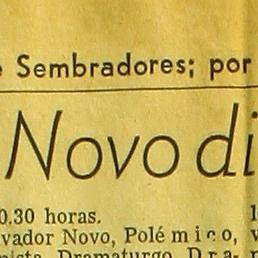 Sembradores; por
Novo di
0.30 horas.
vador Novo, Polémico,
Dramaturgo Dra-